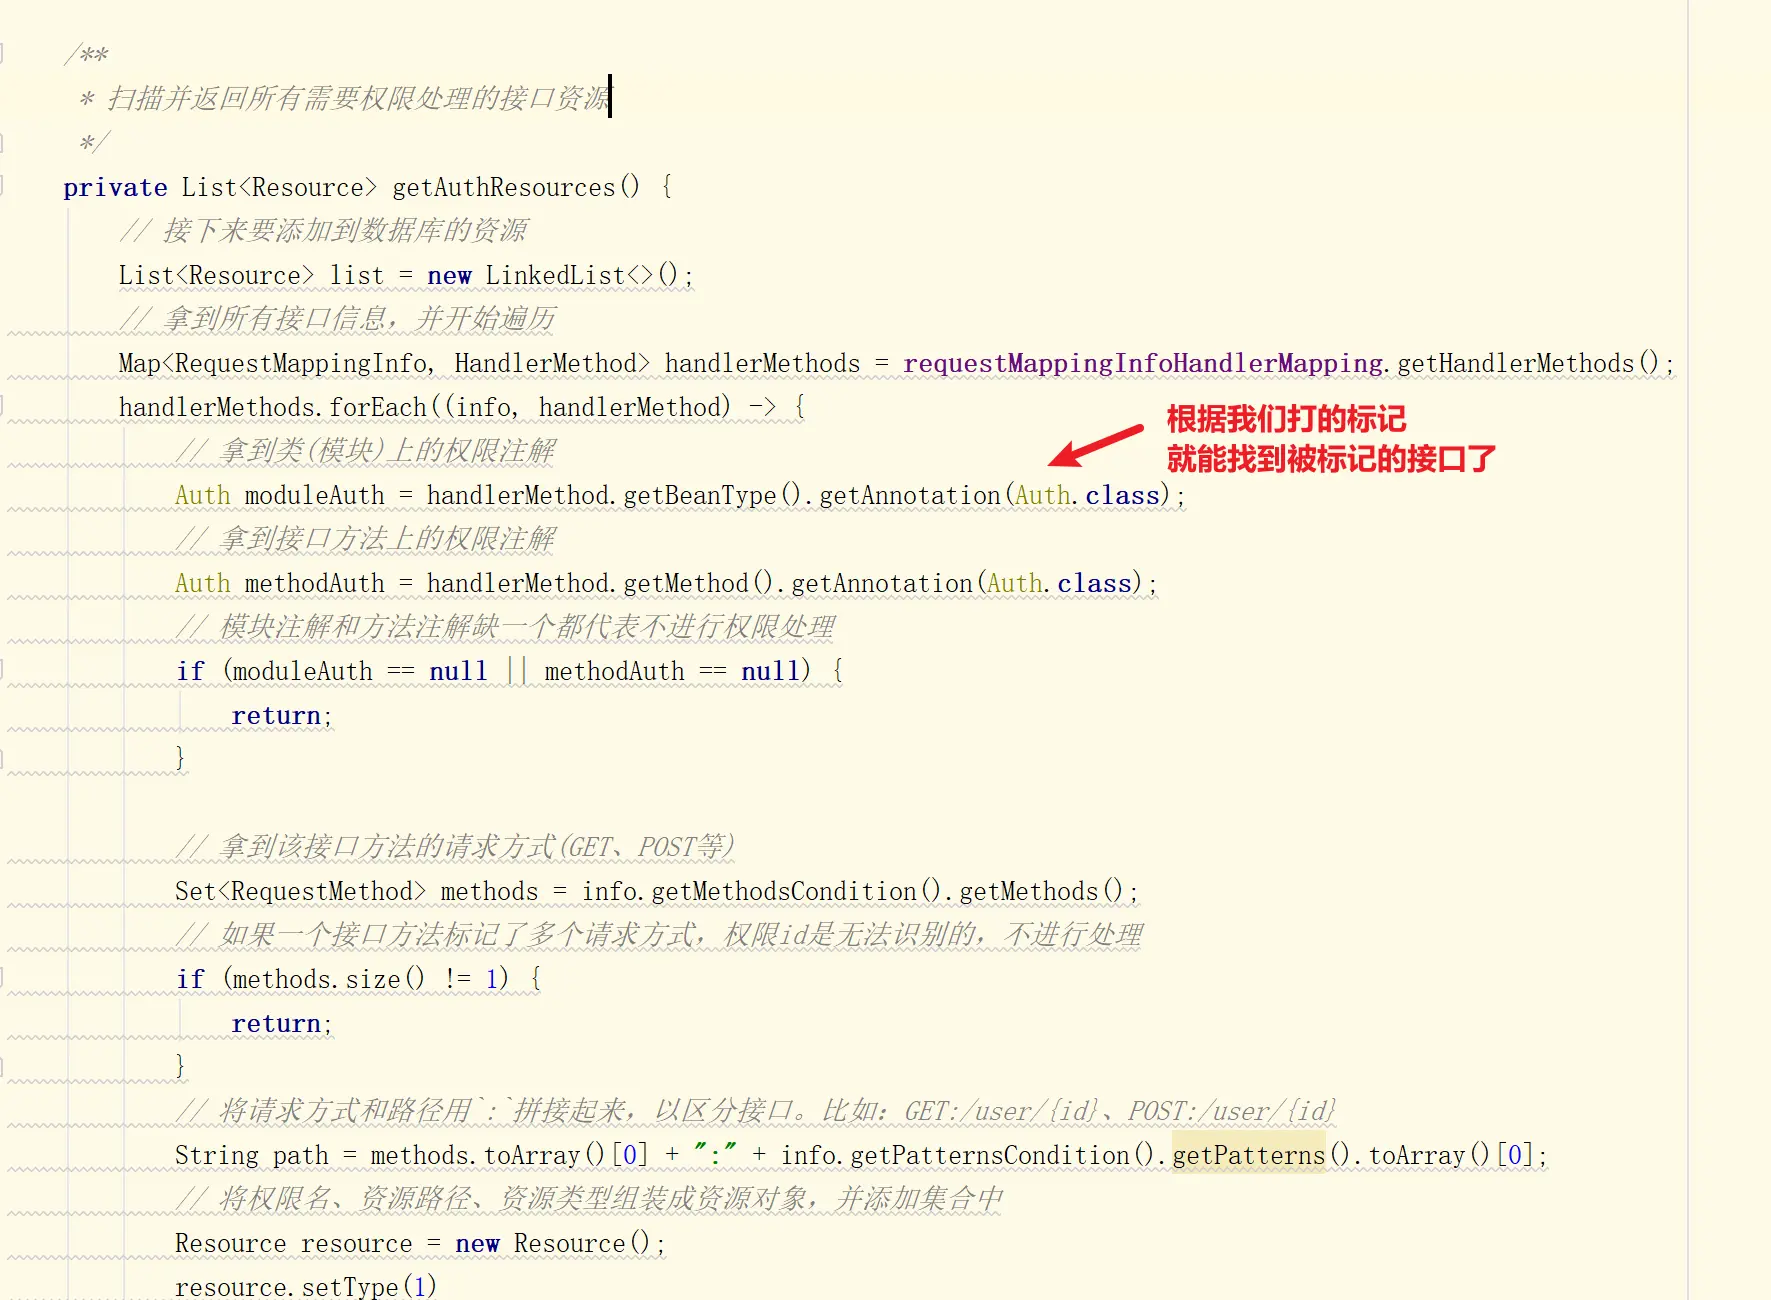 /**
* 扫描并返回所有需要权限处理的接口资源
*/
private List<Resource> getAuthResources() {
// 接下来要添加到数据库的资源
List<Resource> list = new LinkedList<>();
// 拿到所有接口信息，并开始遍历
Map<RequestMappingInfo, HandlerMethod> handlerMethods = requestMappingInfoHandlerMapping.getHandlerMethods();
handlerMethods.forEach((info, handlerMethod) -> {
根据我们打的标记
就能找到被标记的接口了
// 拿到类(模块)上的权限注解
Auth moduleAuth = handlerMethod.getBeanType().getAnnotation(Auth.class);
// 拿到接口方法上的权限注解
Auth methodAuth = handlerMethod.getMethod().getAnnotation(Auth.class);
// 模块注解和方法注解缺一个都代表不进行权限处理
if (moduleAuth == null || methodAuth == null) {
return;
}
// 拿到该接口方法的请求方式(GET、POST等)
Set<RequestMethod> methods = info.getMethodsCondition().getMethods();
// 如果一个接口方法标记了多个请求方式，权限id是无法识别的，不进行处理
if (methods.size() != 1) {
return;
}
// 将请求方式和路径用`:`拼接起来，以区分接口。比如：GET:/user/{id}、POST:/user/{id}
String path = methods.toArray()[0] + ":" + info.getPatternsCondition().getPatterns().toArray()[0];
// 将权限名、资源路径、资源类型组装成资源对象，并添加集合中
Resource resource = new Resource();
resource.setType(1)